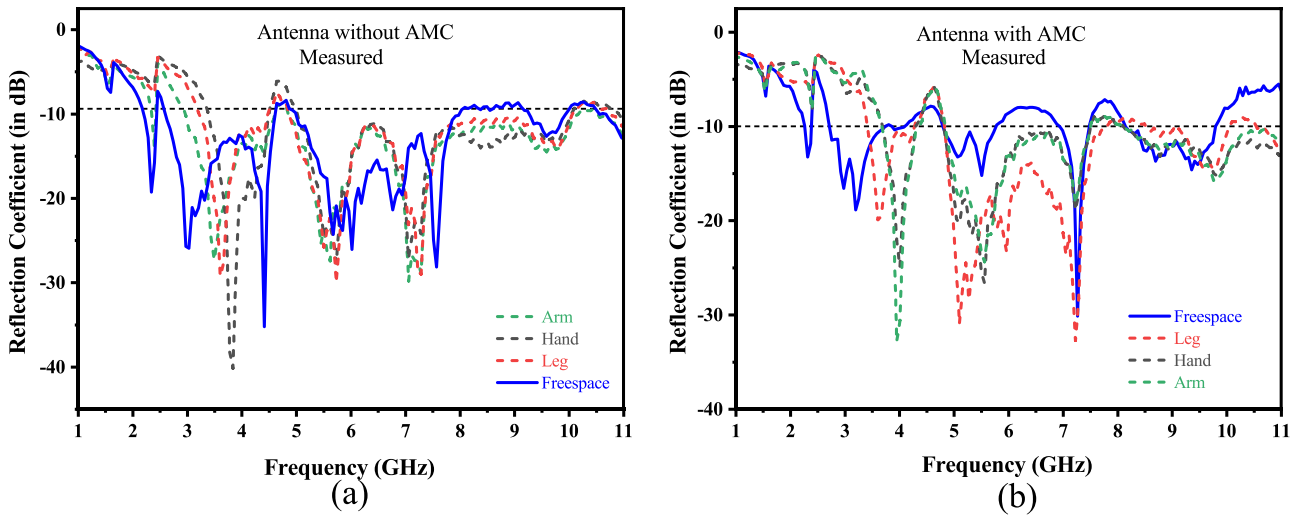 Antenna without AMC
Measured
Reflection Coefficient (in dB)
0
-10
-20
-30
-40
Arm
Hand
Leg
Freespace
1 2 3 4 5 6 7 8 9 10 11
Frequency (GHz)
(a)
Antenna with AMC
Measured
Reflection Coefficient (in dB)
0
-10
-20
-30
-40
Freespace
Leg
Hand
Arm
1 2 3 4 5 6 7 8 9 10 11
Frequency (GHz)
(b)